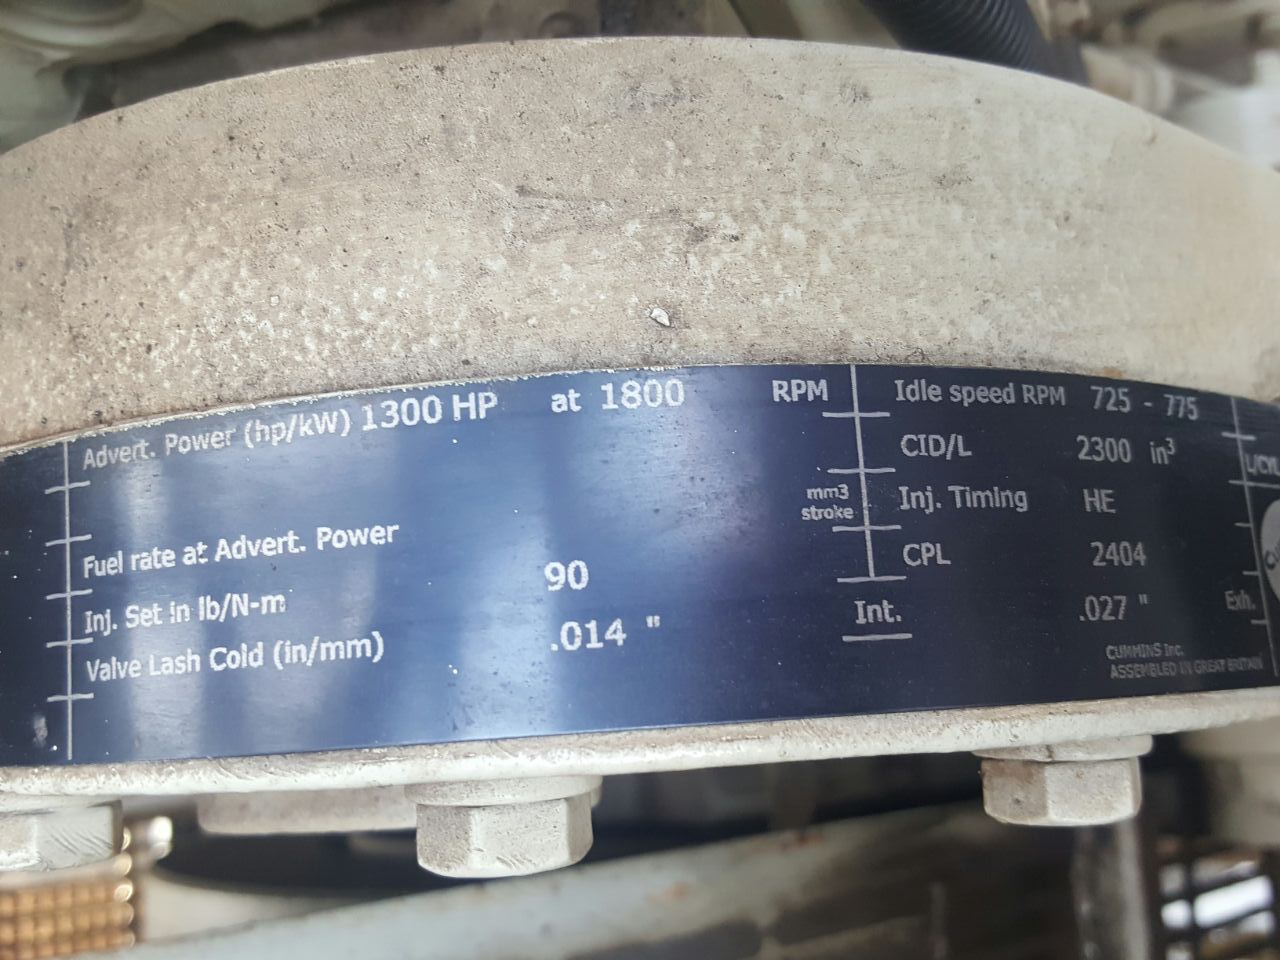 Advert. Power (hp/kW) 1300 HP at 1800 RPM
Fuel rate at Advert. Power mm3 stroke
Inj. Set in lb/N-m 90
Valve Lash Cold (in/mm) .014 " Int. .027 " Exh.
Idle speed RPM 725 - 775
CID/L 2300 in³ L/CYL
Inj. Timing HE
CPL 2404
CUMMINS Inc.
ASSEMBLED IN GREAT BRITAIN